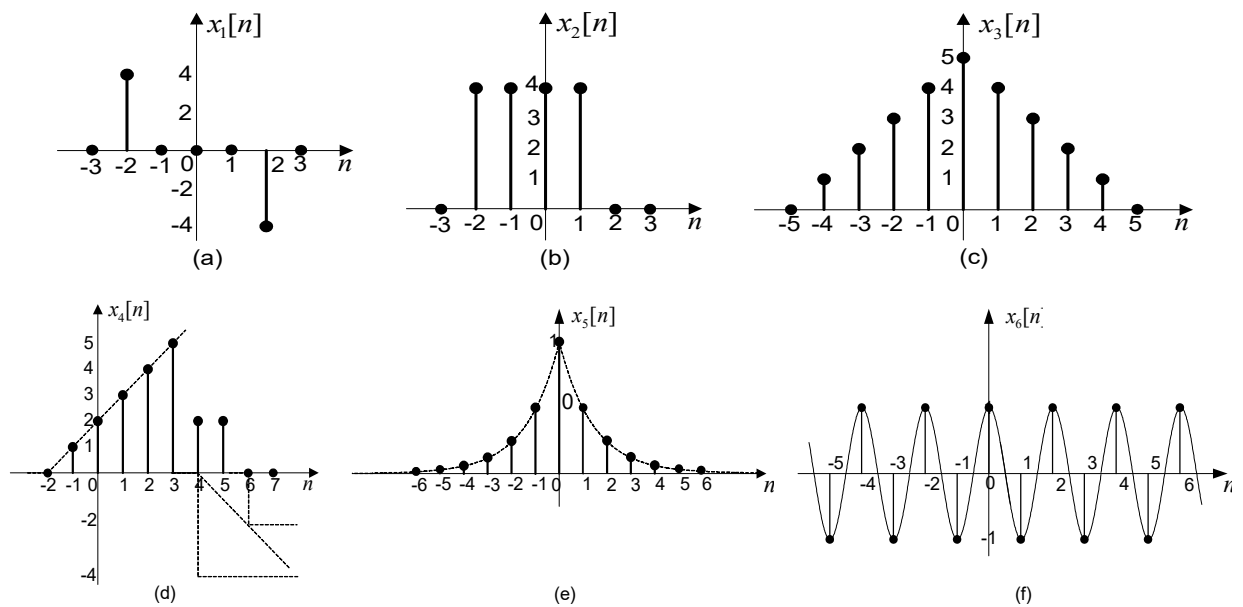 x₁[n]
4
2
-3 -2 -1 0 1 2 3 n
-2
-4
(a)
x₂[n]
4
3
2
1
-3 -2 -1 0 1 2 3 n
(b)
x₃[n]
5
4
3
2
1
-5 -4 -3 -2 -1 0 1 2 3 4 5 n
(c)
x₄[n]
5
4
3
2
1
-2 -1 0 1 2 3 4 5 6 7 n
-2
-4
(d)
x₅[n]
1
0
-6 -5 -4 -3 -2 -1 0 1 2 3 4 5 6 n
(e)
x₆[n]
-5 -3 -1 1 3 5
-4 -2 0 2 4 6 n
-1
(f)